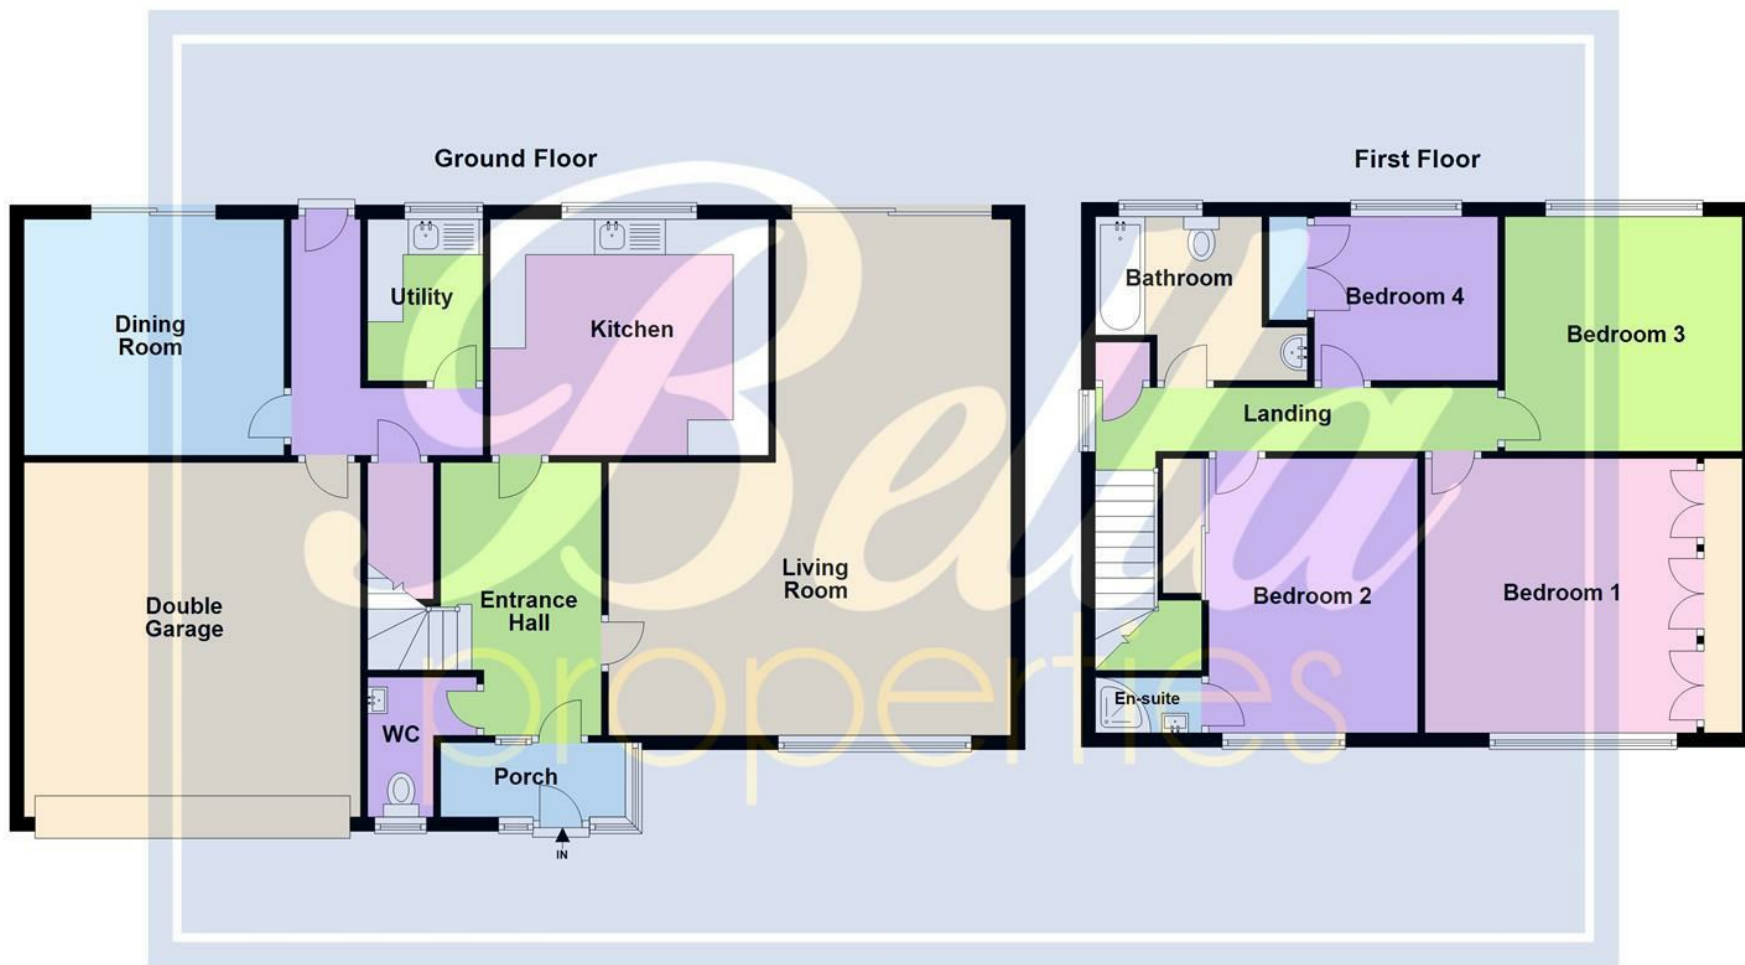 Ground Floor
First Floor
Dining
Room
Utility
Kitchen
Double
Garage
Entrance
Hall
Living
Room
WC
Porch
IN
Bathroom
Bedroom 4
Bedroom 3
Landing
Bedroom 2
Bedroom 1
En-suite
Bella
properties